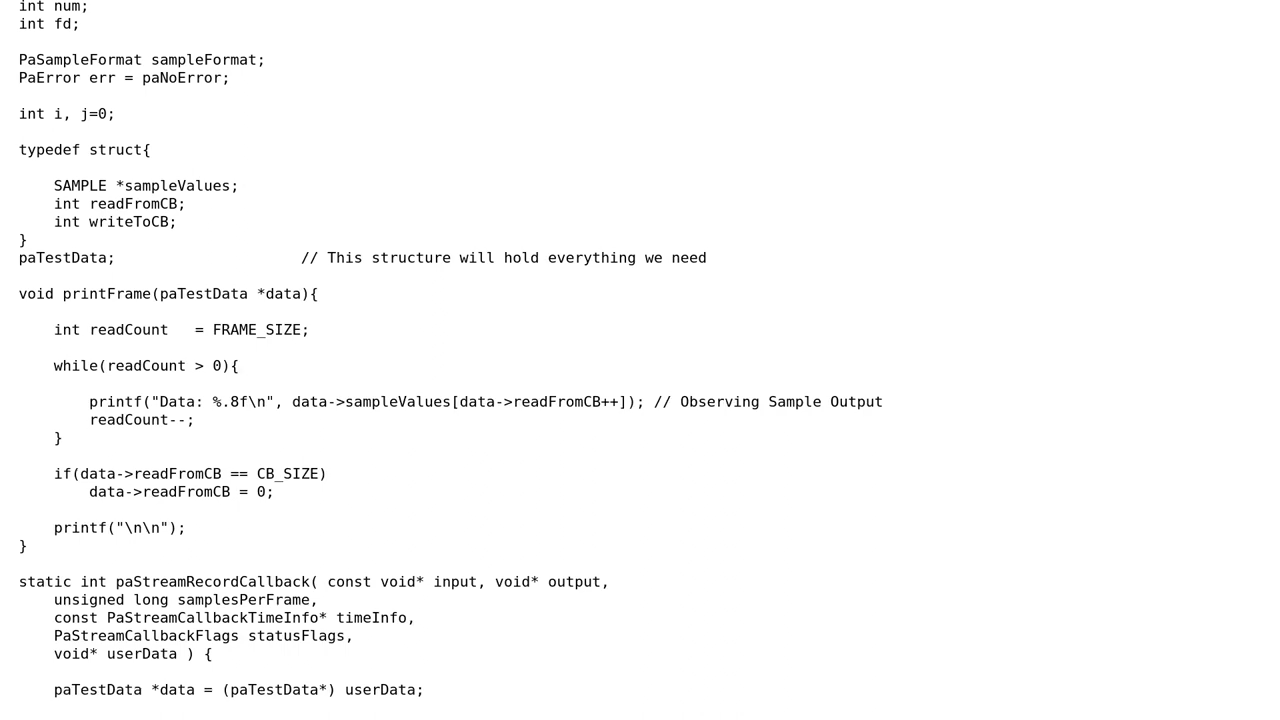 int num;
int fd;

PaSampleFormat sampleFormat;
PaError err = paNoError;

int i, j=0;

typedef struct{

    SAMPLE *sampleValues;
    int readFromCB;
    int writeToCB;
}
paTestData;                     // This structure will hold everything we need

void printFrame(paTestData *data){

    int readCount   = FRAME_SIZE;

    while(readCount > 0){

        printf("Data: %.8f\n", data->sampleValues[data->readFromCB++]); // Observing Sample Output
        readCount--;
    }

    if(data->readFromCB == CB_SIZE)
        data->readFromCB = 0;

    printf("\n\n");
}

static int paStreamRecordCallback( const void* input, void* output,
    unsigned long samplesPerFrame,
    const PaStreamCallbackTimeInfo* timeInfo,
    PaStreamCallbackFlags statusFlags,
    void* userData ) {

    paTestData *data = (paTestData*) userData;